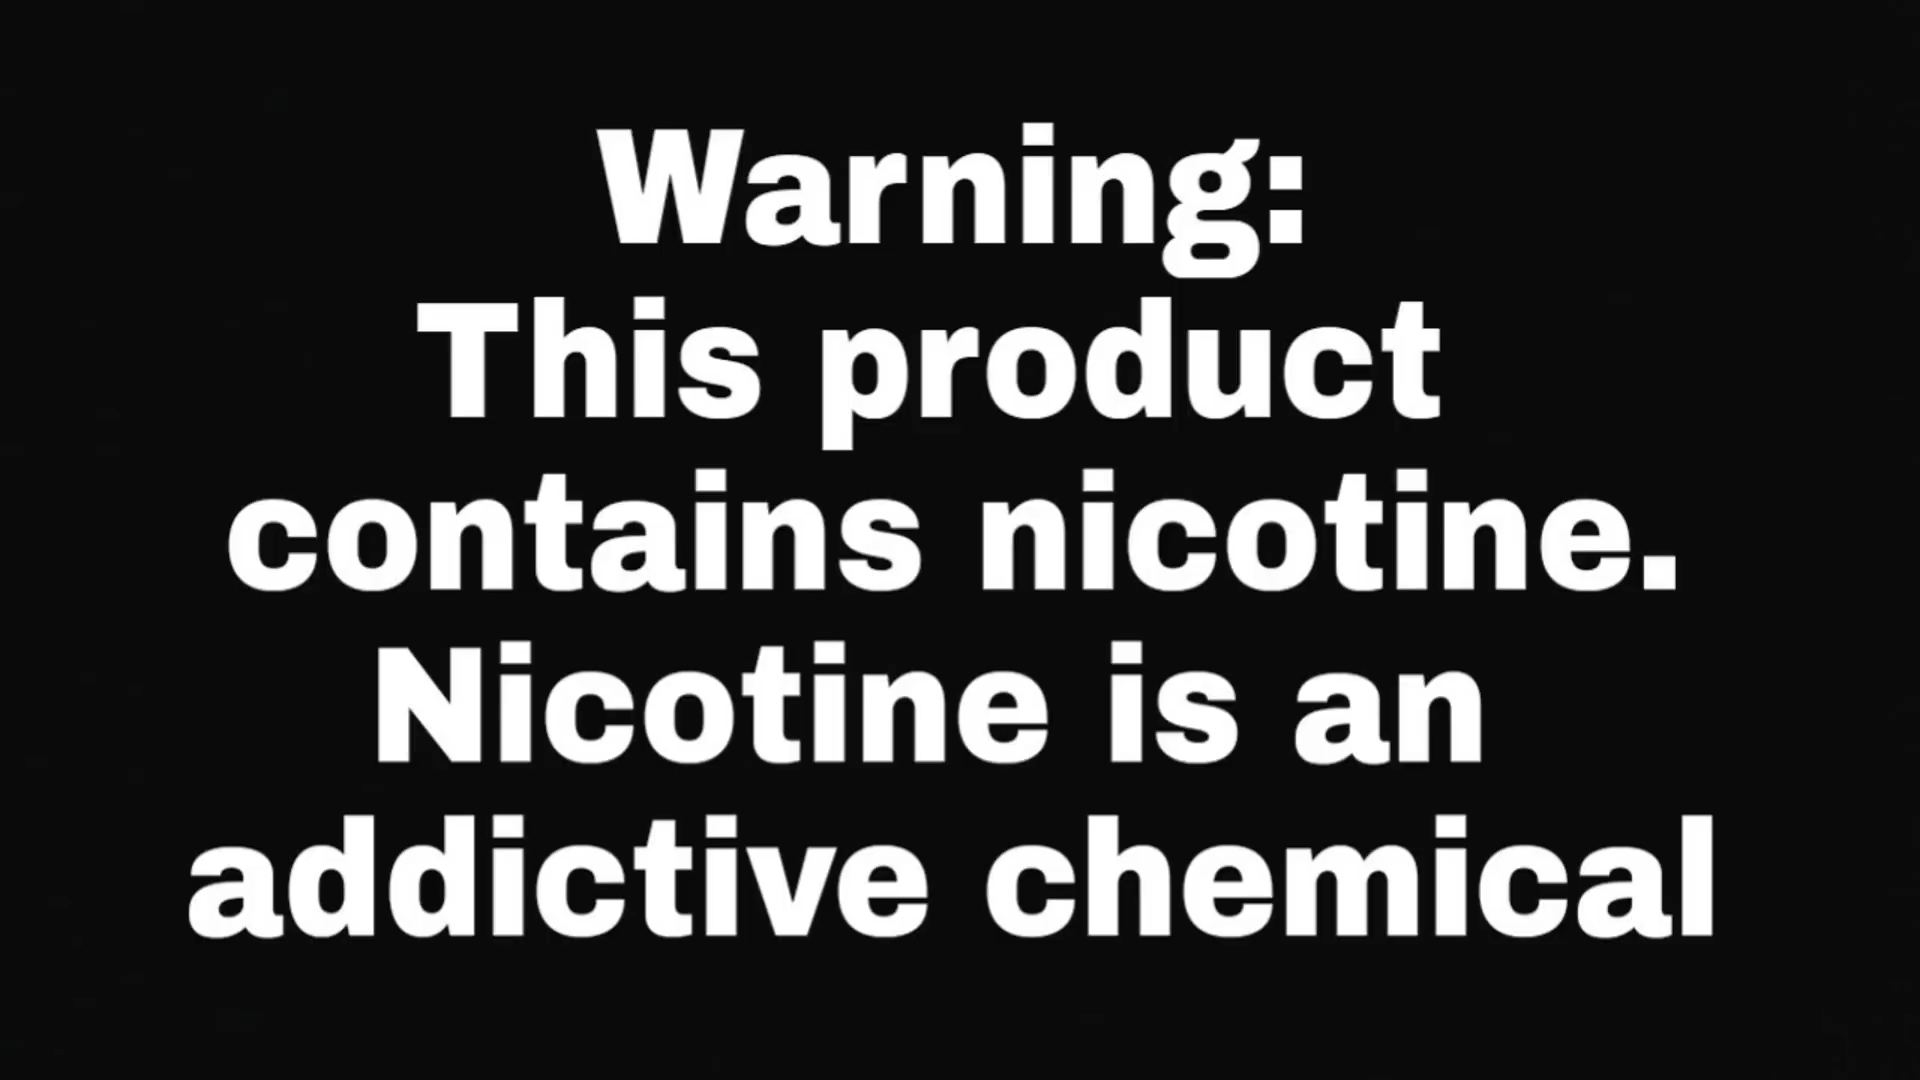 Warning:
This product
contains nicotine.
Nicotine is an
addictive chemical